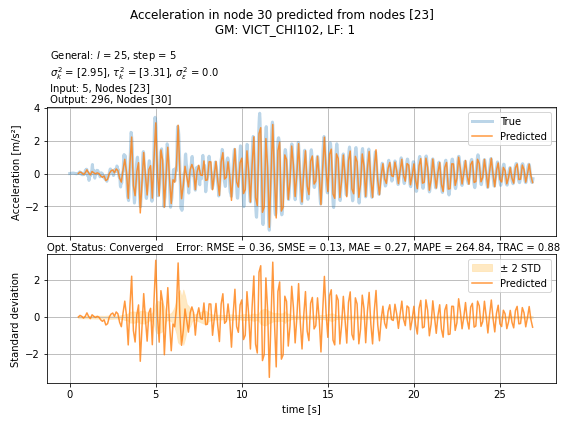 Acceleration in node 30 predicted from nodes [23]
GM: VICT_CHI102, LF: 1
General: l = 25, step = 5
σ²ₖ = [2.95], τ²ₖ = [3.31], σ²ε = 0.0
Input: 5, Nodes [23]
Output: 296, Nodes [30]
4
2
0
−2
Acceleration [m/s²]
True
Predicted
Opt. Status: Converged Error: RMSE = 0.36, SMSE = 0.13, MAE = 0.27, MAPE = 264.84, TRAC = 0.88
2
0
−2
Standard deviation
± 2 STD
Predicted
0 5 10 15 20 25
time [s]